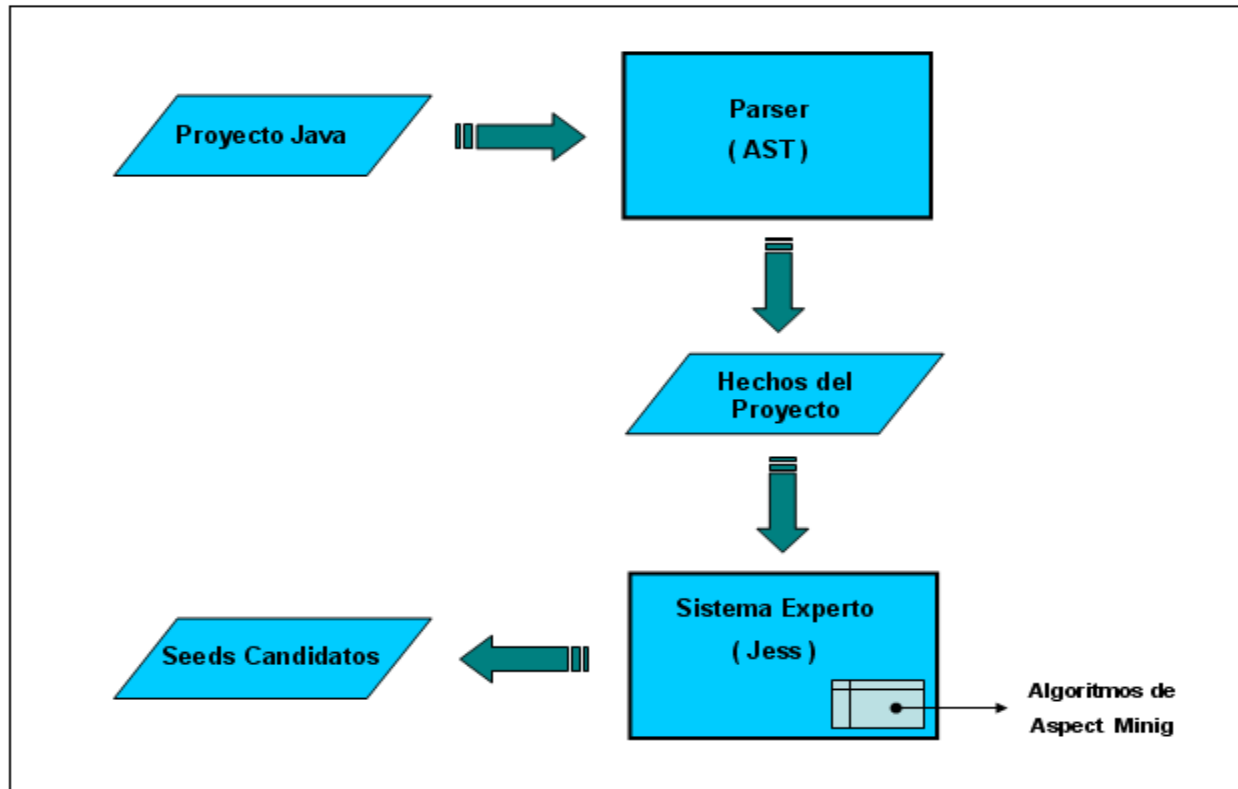 Proyecto Java
Parser
( AST )
Hechos del
Proyecto
Sistema Experto
( Jess )
Seeds Candidatos
Algoritmos de
Aspect Minig